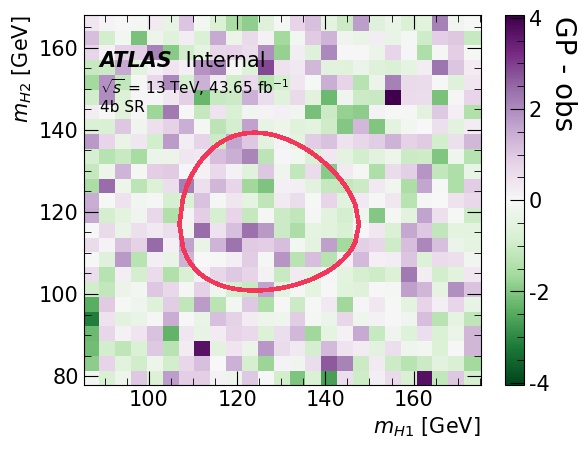 ATLAS Internal
√s = 13 TeV, 43.65 fb⁻¹
4b SR
m_H2 [GeV]
160
140
120
100
80
100
120
140
160
m_H1 [GeV]
4
2
0
-2
-4
GP - obs